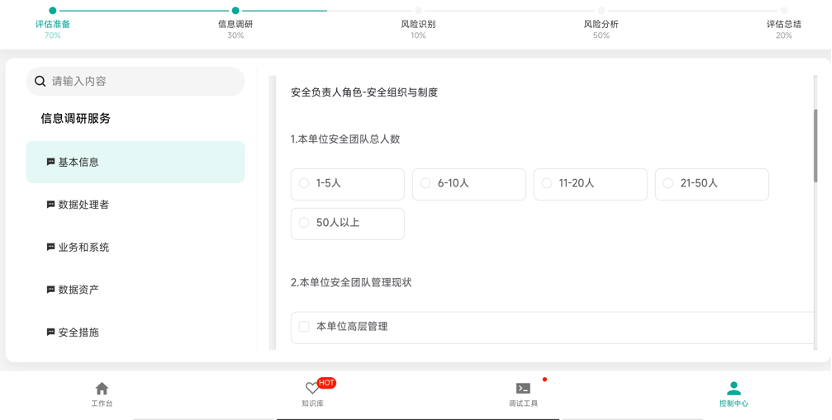 评估准备
70%
信息调研
30%
风险识别
10%
风险分析
50%
评估总结
20%
请输入内容
信息调研服务
基本信息
数据处理者
业务和系统
数据资产
安全措施
安全负责人角色-安全组织与制度
1.本单位安全团队总人数
1-5人
6-10人
11-20人
21-50人
50人以上
2.本单位安全团队管理现状
本单位高层管理
工作台
HOT
知识库
调试工具
控制中心